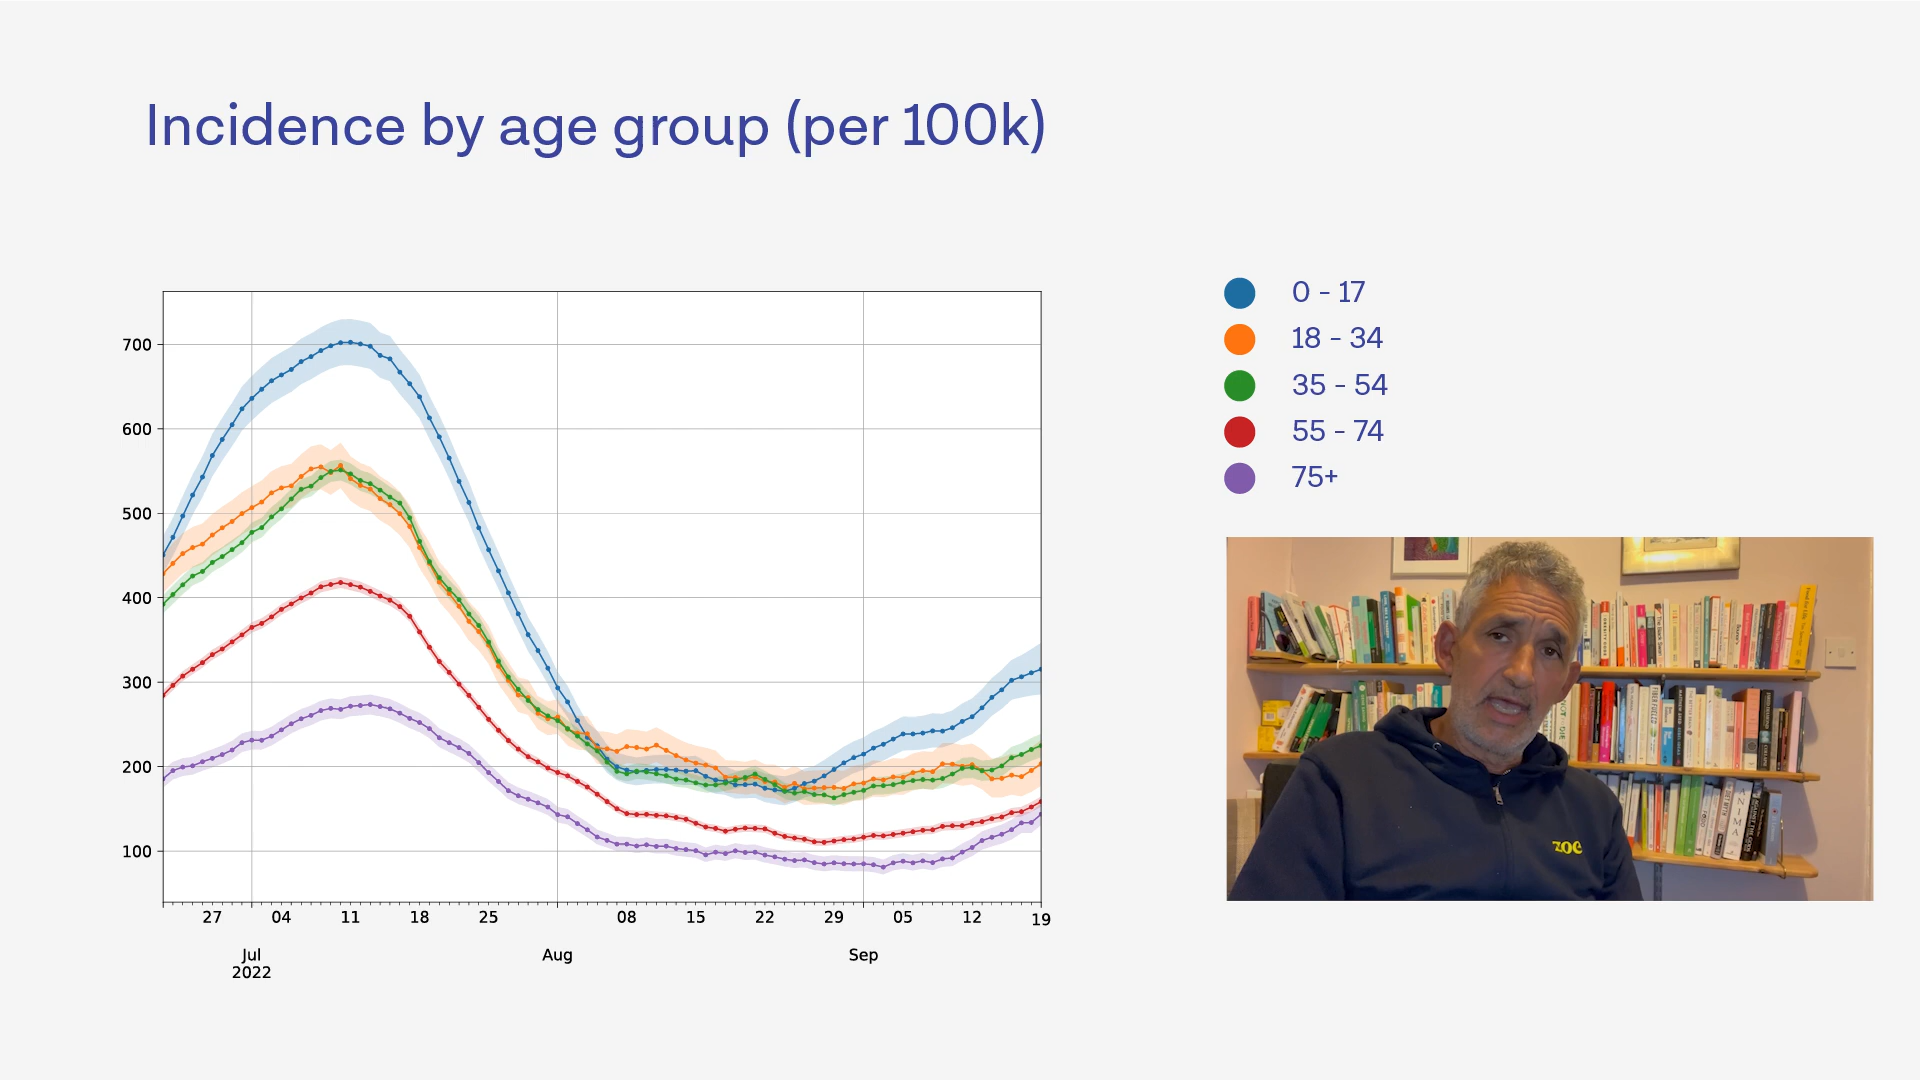 Incidence by age group (per 100k)
700
600
500
400
300
200
100
27 04 11 18 25 08 15 22 29 05 12 19
Jul Aug Sep
2022
0 - 17
18 - 34
35 - 54
55 - 74
75+
zoe